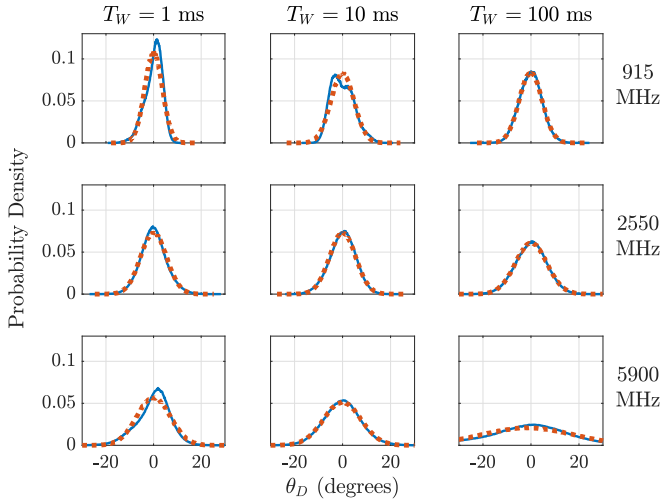 T_W = 1 ms T_W = 10 ms T_W = 100 ms
0.1
0.05
0
915
MHz
Probability Density
0.1
0.05
0
2550
MHz
0.1
0.05
0
5900
MHz
-20 0 20 -20 0 20 -20 0 20
θ_D (degrees)